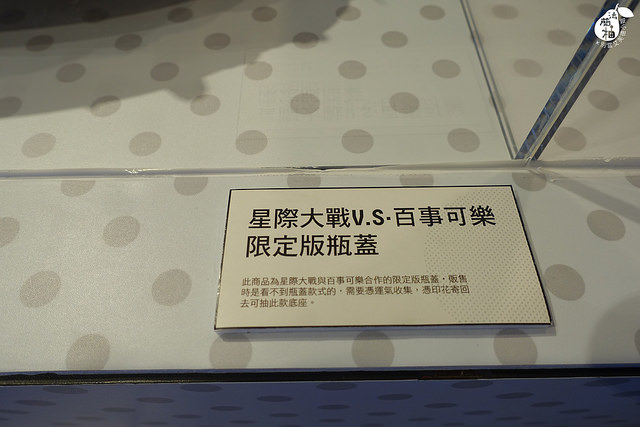 星際大戰V.S·百事可樂
限定版瓶蓋
此商品為星際大戰與百事可樂合作的限定版瓶蓋，販售
時是看不到瓶蓋款式的，需要憑運氣收集，憑印花寄回
去可抽此款底座。